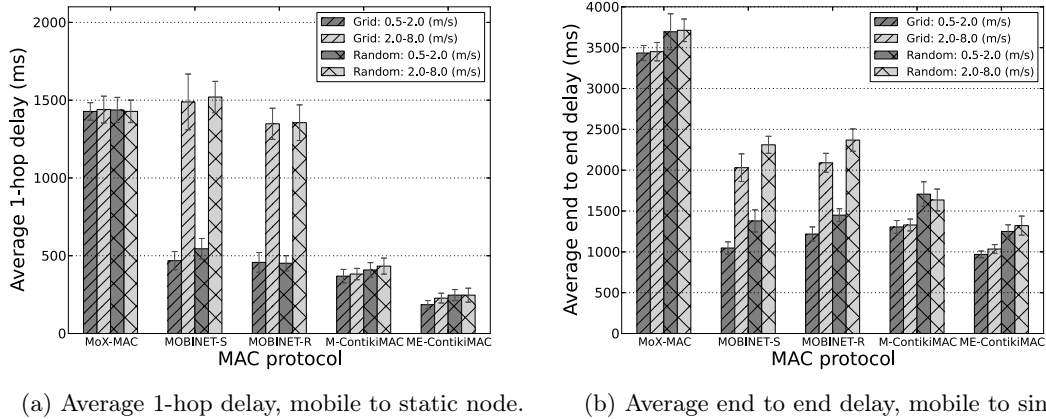 2000
1500
1000
500
0
Average 1-hop delay (ms)
Grid: 0.5-2.0 (m/s)
Grid: 2.0-8.0 (m/s)
Random: 0.5-2.0 (m/s)
Random: 2.0-8.0 (m/s)
MoX-MAC MOBINET-S MOBINET-R M-ContikiMAC ME-ContikiMAC
MAC protocol
(a) Average 1-hop delay, mobile to static node.
4000
3500
3000
2500
2000
1500
1000
500
0
Average end to end delay (ms)
Grid: 0.5-2.0 (m/s)
Grid: 2.0-8.0 (m/s)
Random: 0.5-2.0 (m/s)
Random: 2.0-8.0 (m/s)
MoX-MAC MOBINET-S MOBINET-R M-ContikiMAC ME-ContikiMAC
MAC protocol
(b) Average end to end delay, mobile to sin